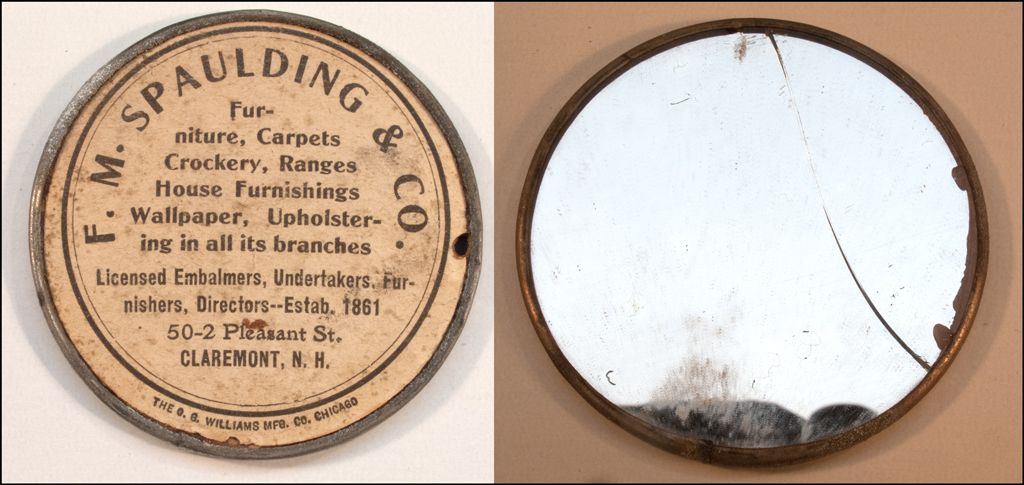 F. M. SPAULDING & CO.
Fur-
niture, Carpets
Crockery, Ranges
House Furnishings
Wallpaper, Upholster-
ing in all its branches
Licensed Embalmers, Undertakers, Fur-
nishers, Directors--Estab. 1861
50-2 Pleasant St.
CLAREMONT, N. H.
THE O. G. WILLIAMS MFG. CO. CHICAGO